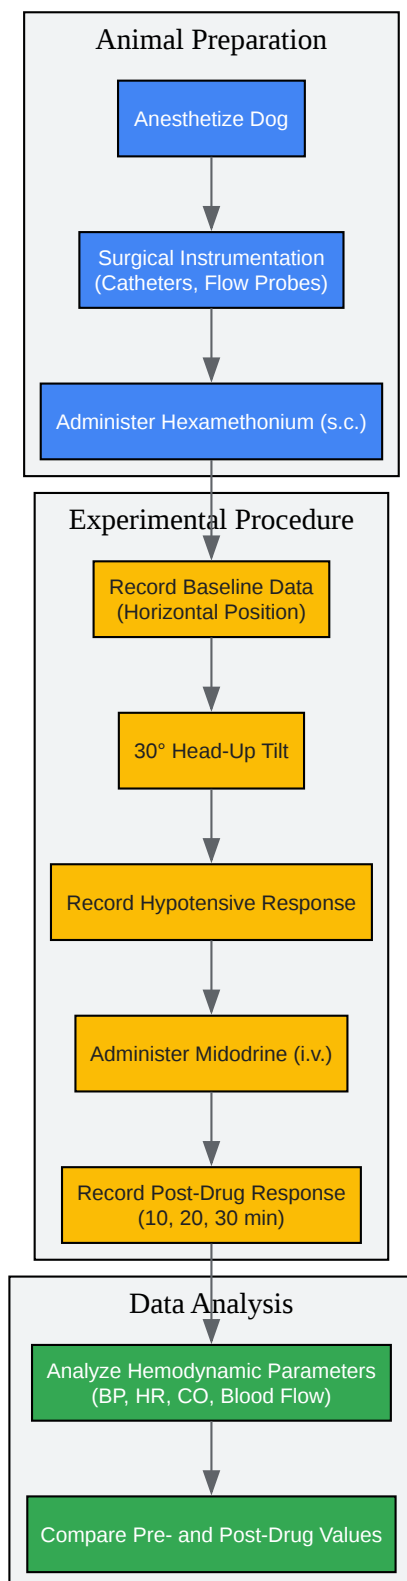 Animal Preparation
Anesthetize Dog
Surgical Instrumentation
(Catheters, Flow Probes)
Administer Hexamethonium (s.c.)
Experimental Procedure
Record Baseline Data
(Horizontal Position)
30° Head-Up Tilt
Record Hypotensive Response
Administer Midodrine (i.v.)
Record Post-Drug Response
(10, 20, 30 min)
Data Analysis
Analyze Hemodynamic Parameters
(BP, HR, CO, Blood Flow)
Compare Pre- and Post-Drug Values